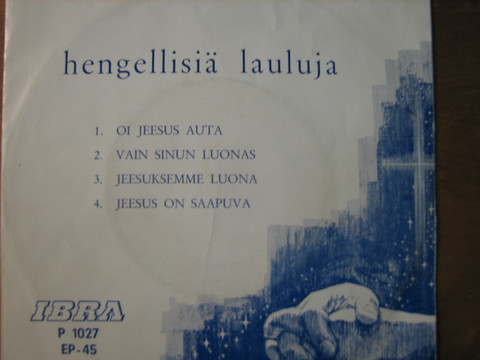 hengellisiä lauluja
1. OI JEESUS AUTA
2. VAIN SINUN LUONAS
3. JEESUKSEMME LUONA
4. JEESUS ON SAAPUVA
IBRA
P 1027
EP-45